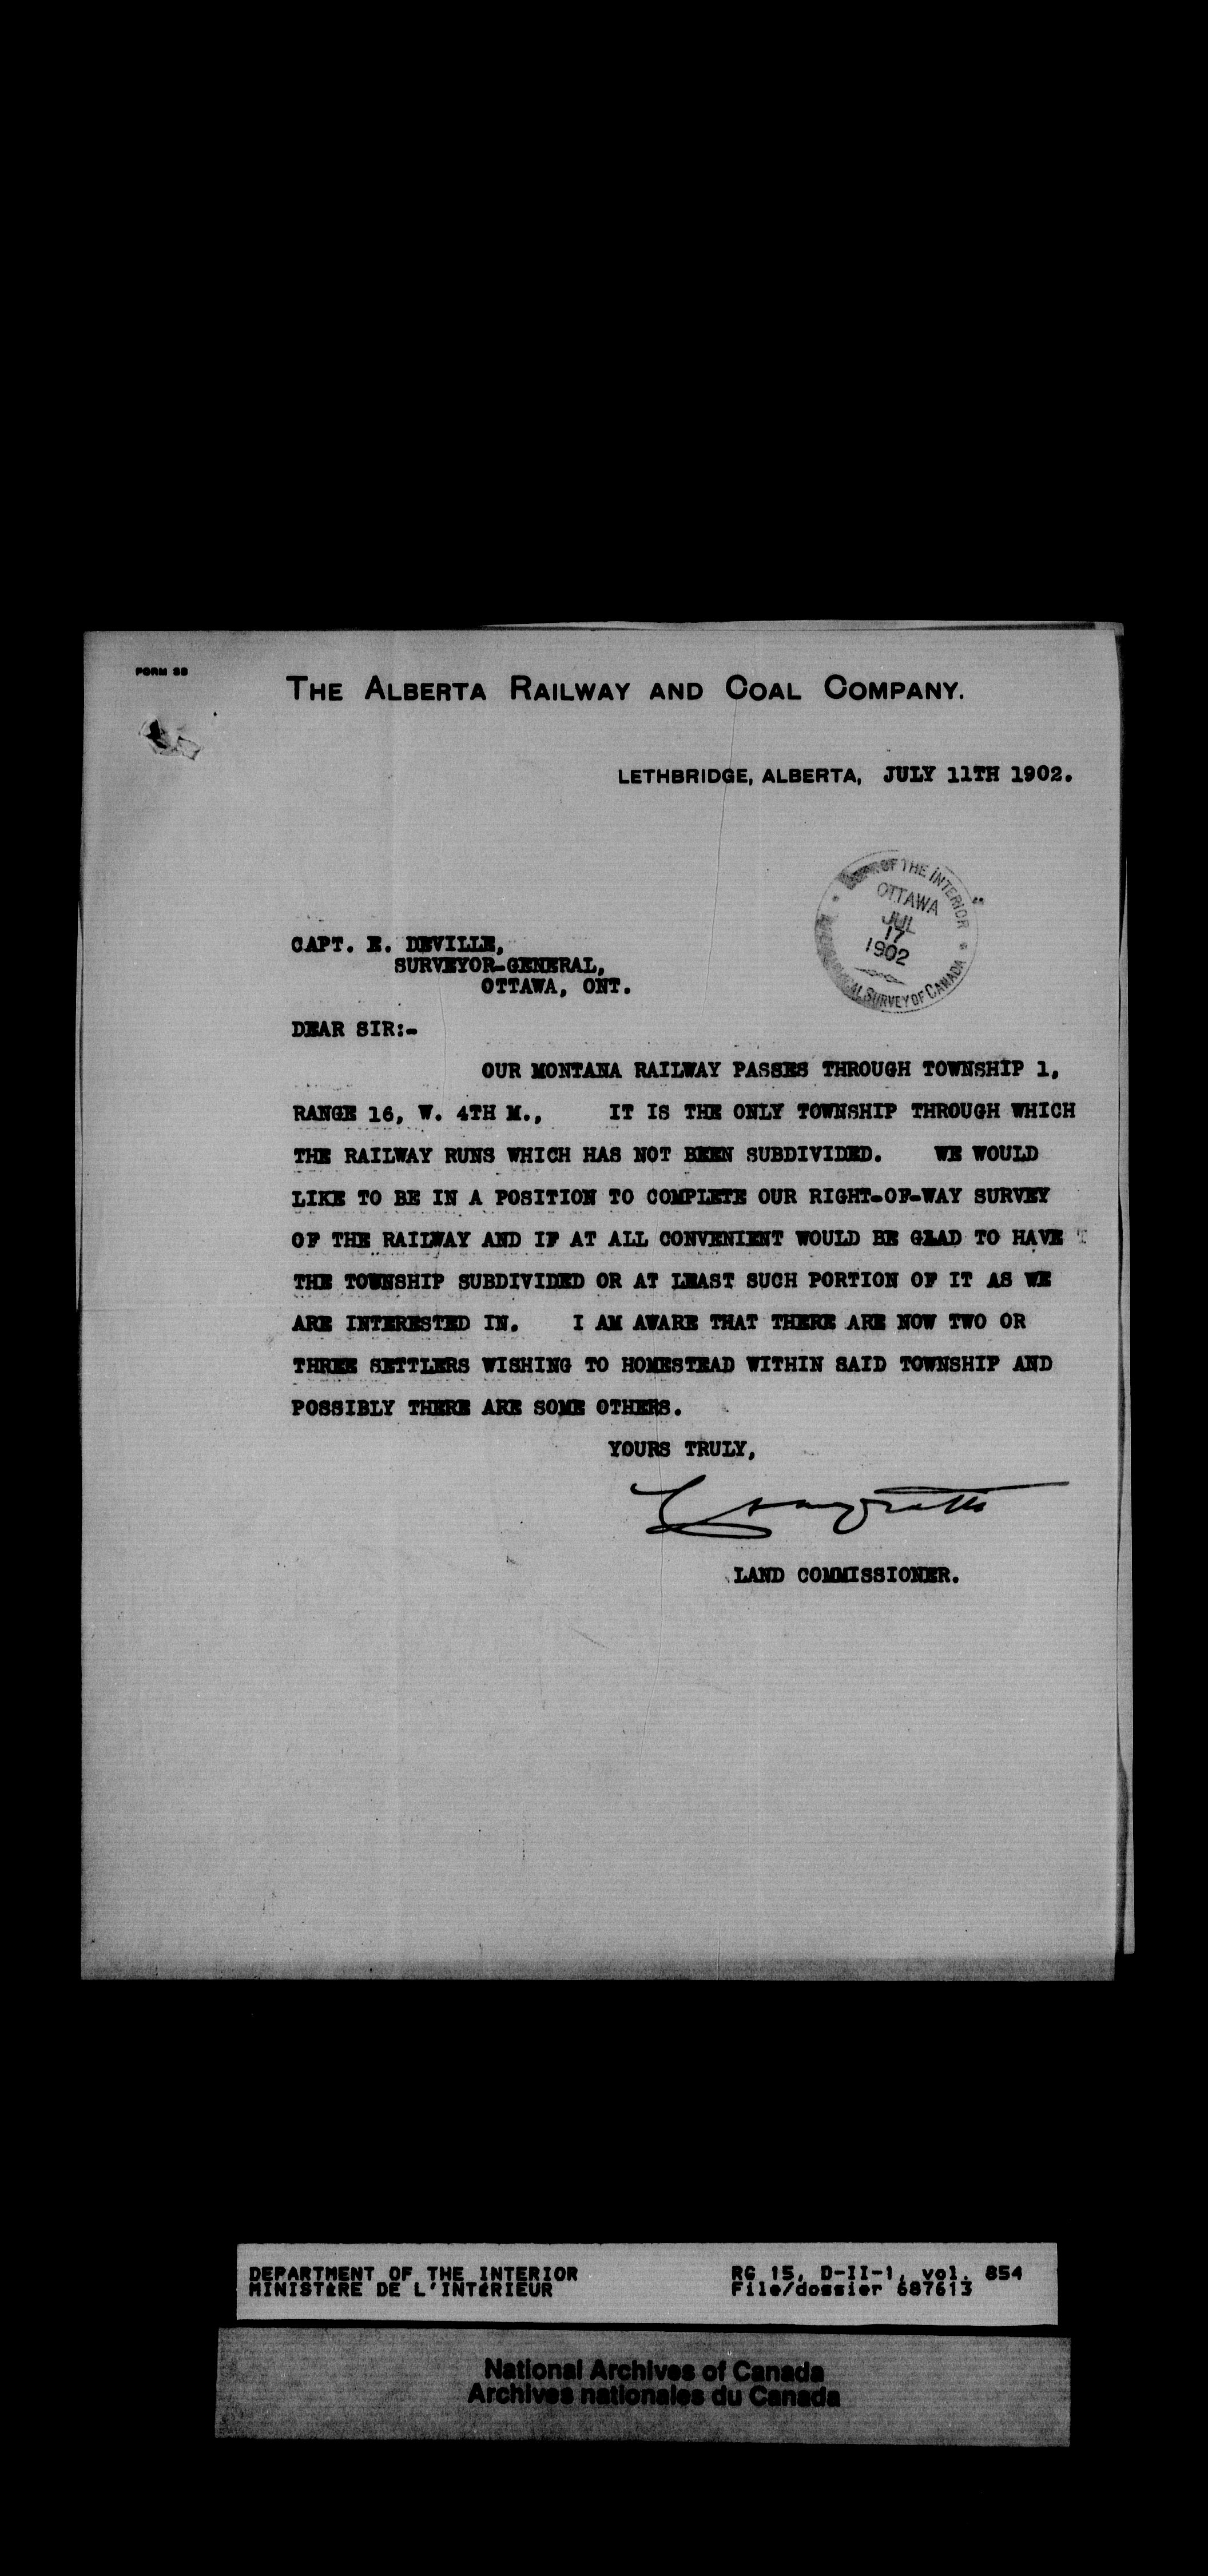 FORM 98
THE ALBERTA RAILWAY AND COAL COMPANY.
LETHBRIDGE, ALBERTA, JULY 11TH 1902.
OF THE INTERIOR
OTTAWA
JUL
17
1902
SURVEY OF CANADA
CAPT. E. DEVILLE,
SURVEYOR-GENERAL,
OTTAWA, ONT.
DEAR SIR:-
OUR MONTANA RAILWAY PASSES THROUGH TOWNSHIP 1,
RANGE 16, W. 4TH M., IT IS THE ONLY TOWNSHIP THROUGH WHICH
THE RAILWAY RUNS WHICH HAS NOT BEEN SUBDIVIDED. WE WOULD
LIKE TO BE IN A POSITION TO COMPLETE OUR RIGHT-OF-WAY SURVEY
OF THE RAILWAY AND IF AT ALL CONVENIENT WOULD BE GLAD TO HAVE
THE TOWNSHIP SUBDIVIDED OR AT LEAST SUCH PORTION OF IT AS WE
ARE INTERESTED IN. I AM AWARE THAT THERE ARE NOW TWO OR
THREE SETTLERS WISHING TO HOMESTEAD WITHIN SAID TOWNSHIP AND
POSSIBLY THERE ARE SOME OTHERS.
YOURS TRULY,
LAND COMMISSIONER.
DEPARTMENT OF THE INTERIOR RG 15, D-II-1, vol. 854
MINISTÈRE DE L'INTÉRIEUR File/dossier 687613
National Archives of Canada
Archives nationales du Canada